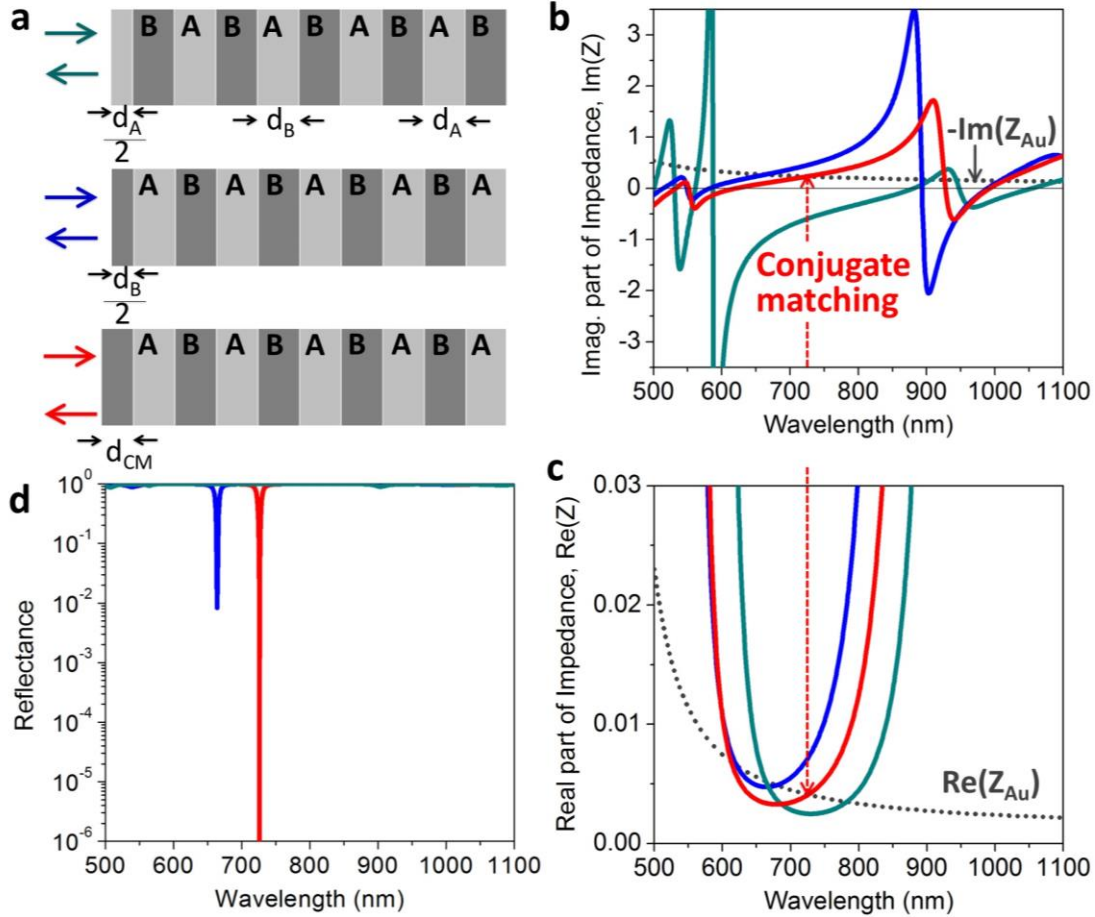 a
B A B A B A B A B
d_A
2
d_B
d_A
A B A B A B A B A
d_B
2
A B A B A B A B A
d_CM
b
Imag. part of Impedance, Im(Z)
3
2
1
0
-1
-2
-3
-Im(Z_Au)
Conjugate
matching
500 600 700 800 900 1000 1100
Wavelength (nm)
d
Reflectance
10^0
10^-1
10^-2
10^-3
10^-4
10^-5
10^-6
500 600 700 800 900 1000 1100
Wavelength (nm)
c
Real part of Impedance, Re(Z)
0.03
0.02
0.01
0.00
Re(Z_Au)
500 600 700 800 900 1000 1100
Wavelength (nm)